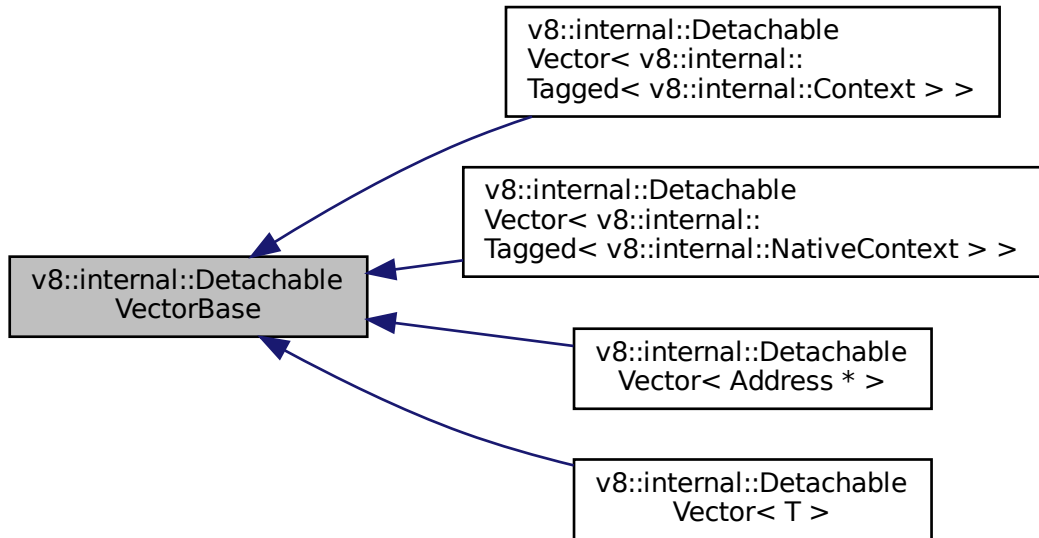 v8::internal::Detachable
Vector< v8::internal::
Tagged< v8::internal::Context > >
v8::internal::Detachable
Vector< v8::internal::
Tagged< v8::internal::NativeContext > >
v8::internal::Detachable
VectorBase
v8::internal::Detachable
Vector< Address * >
v8::internal::Detachable
Vector< T >